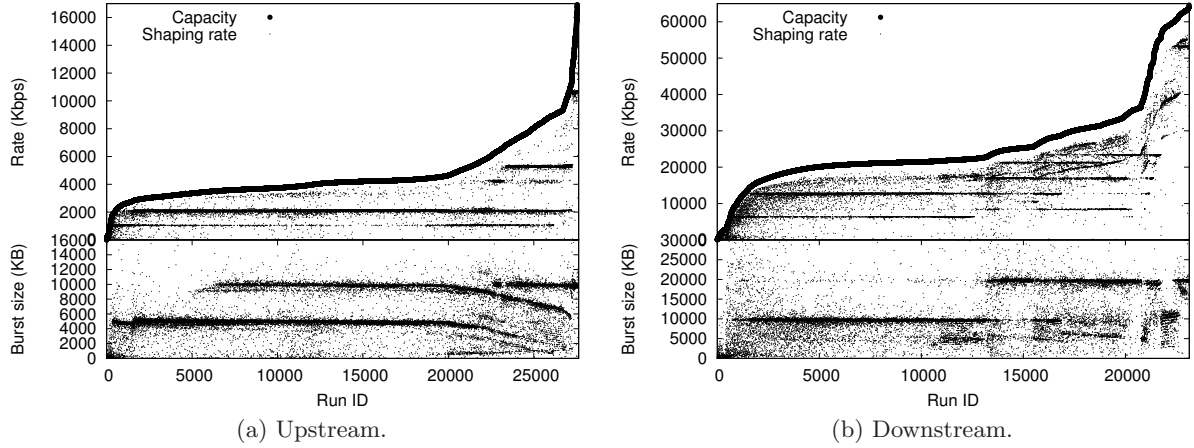 Capacity
Shaping rate
Rate (Kbps)
16000
14000
12000
10000
8000
6000
4000
2000
0
Burst size (KB)
16000
14000
12000
10000
8000
6000
4000
2000
0
0 5000 10000 15000 20000 25000
Run ID
(a) Upstream.
Capacity
Shaping rate
Rate (Kbps)
60000
50000
40000
30000
20000
10000
0
Burst size (KB)
30000
25000
20000
15000
10000
5000
0
0 5000 10000 15000 20000
Run ID
(b) Downstream.